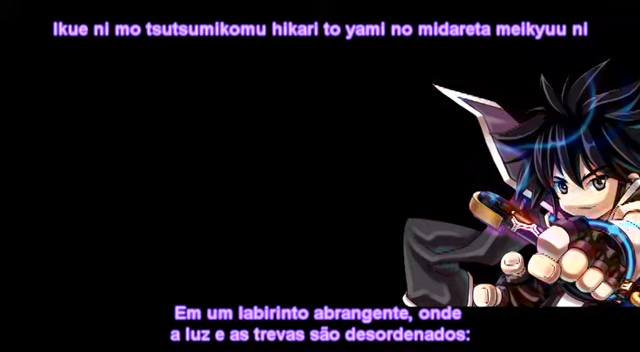 Ikue ni mo tsutsumikomu hikari to yami no midareta meikyuu ni
Em um labirinto abrangente, onde
a luz e as trevas são desordenados: